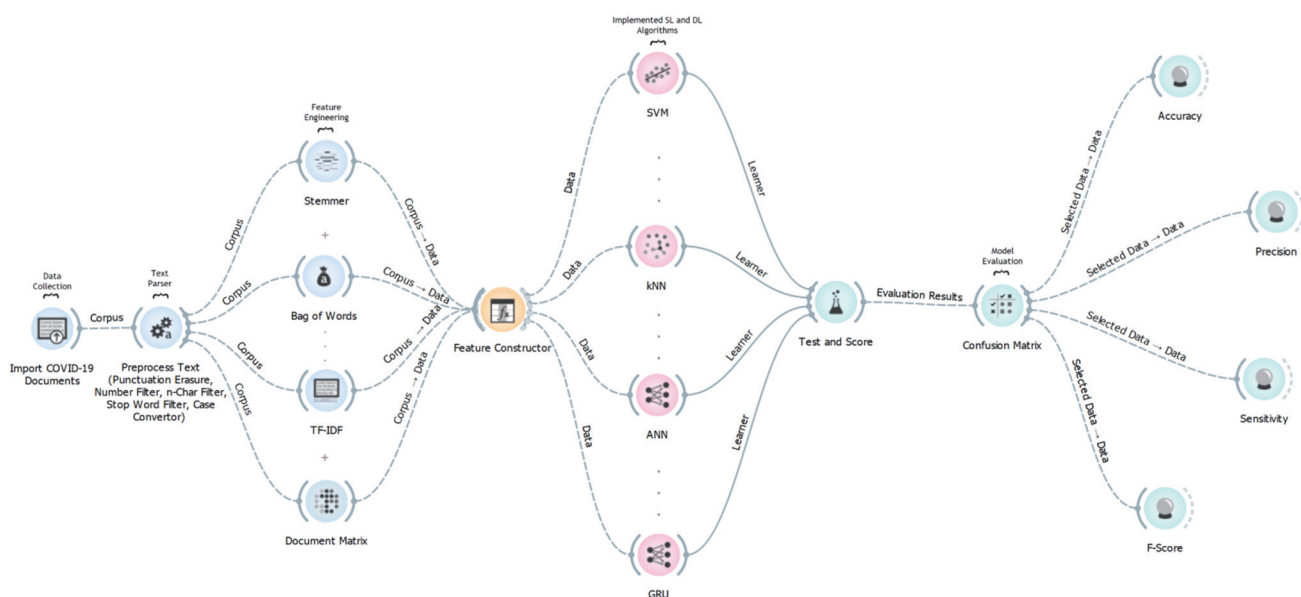 Data
Collection
Import COVID-19
Documents
Corpus
Text
Parser
Preprocess Text
(Punctuation Erasure,
Number Filter, n-Char Filter,
Stop Word Filter, Case
Convertor)
Corpus
Corpus
Corpus
Corpus
Feature
Engineering
Stemmer
+
Bag of Words
TF-IDF
+
Document Matrix
Corpus → Data
Corpus → Data
Corpus → Data
Corpus → Data
Feature Constructor
Data
Data
Data
Data
Implemented SL and DL
Algorithms
SVM
kNN
ANN
GRU
Learner
Learner
Learner
Learner
Test and Score
Evaluation Results
Model
Evaluation
Confusion Matrix
Selected Data → Data
Selected Data → Data
Selected Data → Data
Selected Data → Data
Accuracy
Precision
Sensitivity
F-Score